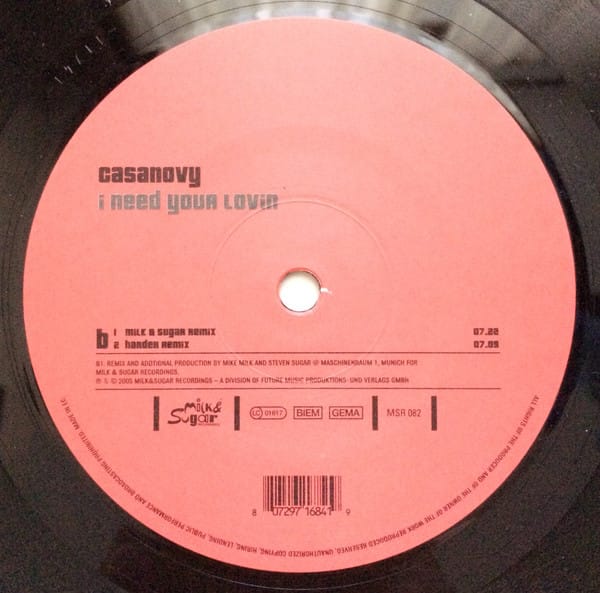 casanovy
i need your lovin
b 1 milk & sugar remix 07.22
2 harder remix 07.09
B1. REMIX AND ADDITIONAL PRODUCTION BY MIKE MILK AND STEVEN SUGAR @ MASCHINENRAUM 1, MUNICH FOR
MILK & SUGAR RECORDINGS.
℗ & © 2005 MILK&SUGAR RECORDINGS – A DIVISION OF FUTURE MUSIC PRODUKTIONS- UND VERLAGS GMBH
Milk& Sugar
LC 01617 BIEM GEMA MSR 082
8 07297 16841 9
ALL RIGHTS OF THE PRODUCER AND OF THE OWNER OF THE WORK REPRODUCED RESERVED. UNAUTHORIZED COPYING, HIRING, LENDING, PUBLIC PERFORMANCE AND BROADCASTING PROHIBITED. MADE IN EC.